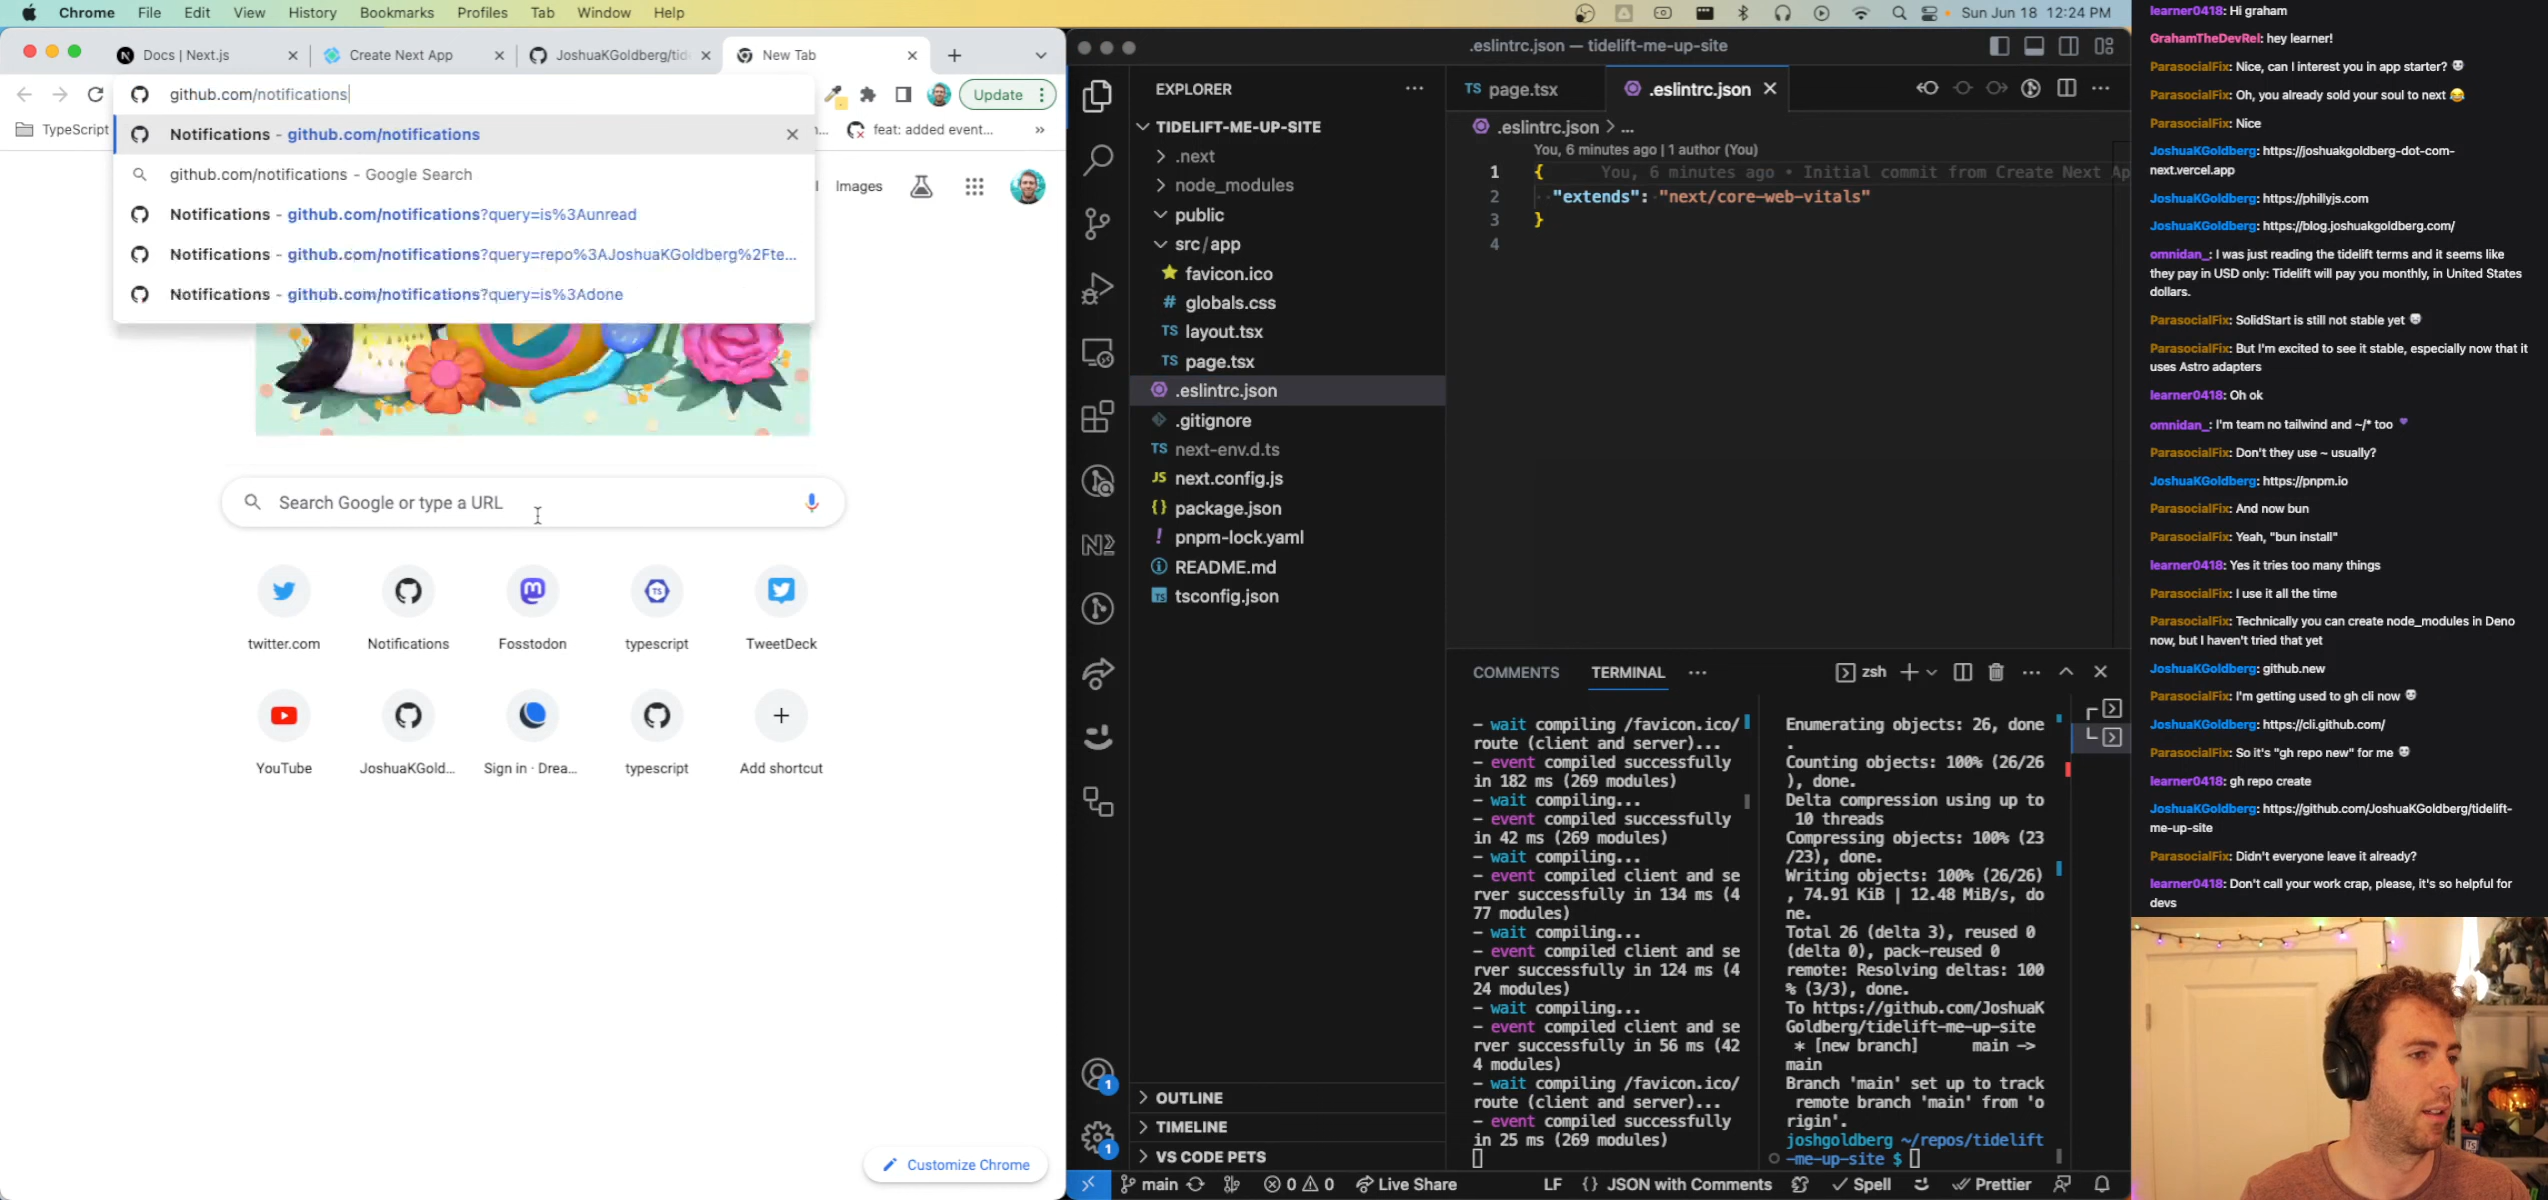 Chrome File Edit View History Bookmarks Profiles Tab Window Help
Sun Jun 18 12:24 PM
Docs | Next.js
Create Next App
JoshuaKGoldberg/tid
New Tab
github.com/notifications
Update
TypeScript
feat: added event...
»
Notifications - github.com/notifications
github.com/notifications - Google Search
Notifications - github.com/notifications?query=is%3Aunread
Notifications - github.com/notifications?query=repo%3AJoshuaKGoldberg%2Fte...
Notifications - github.com/notifications?query=is%3Adone
Images
Search Google or type a URL
twitter.com
Notifications
Fosstodon
typescript
TweetDeck
YouTube
JoshuaKGold...
Sign in · Drea...
typescript
Add shortcut
Customize Chrome
.eslintrc.json — tidelift-me-up-site
EXPLORER
TIDELIFT-ME-UP-SITE
.next
node_modules
public
src/app
favicon.ico
# globals.css
TS layout.tsx
TS page.tsx
.eslintrc.json
.gitignore
TS next-env.d.ts
JS next.config.js
{} package.json
! pnpm-lock.yaml
README.md
tsconfig.json
OUTLINE
TIMELINE
VS CODE PETS
TS page.tsx
.eslintrc.json
.eslintrc.json > ...
You, 6 minutes ago | 1 author (You)
1 { You, 6 minutes ago • Initial commit from Create Next Ap
2 "extends": "next/core-web-vitals"
3 }
4
COMMENTS TERMINAL
zsh
- wait compiling /favicon.ico/
route (client and server)...
- event compiled successfully
in 182 ms (269 modules)
- wait compiling...
- event compiled successfully
in 42 ms (269 modules)
- wait compiling...
- event compiled client and se
rver successfully in 134 ms (4
77 modules)
- wait compiling...
- event compiled client and se
rver successfully in 124 ms (4
24 modules)
- wait compiling...
- event compiled client and se
rver successfully in 56 ms (42
4 modules)
- wait compiling /favicon.ico/
route (client and server)...
- event compiled successfully
in 25 ms (269 modules)
Enumerating objects: 26, done
.
Counting objects: 100% (26/26
), done.
Delta compression using up to
10 threads
Compressing objects: 100% (23
/23), done.
Writing objects: 100% (26/26)
, 74.91 KiB | 12.48 MiB/s, do
ne.
Total 26 (delta 3), reused 0
(delta 0), pack-reused 0
remote: Resolving deltas: 100
% (3/3), done.
To https://github.com/JoshuaK
Goldberg/tidelift-me-up-site
* [new branch] main ->
main
Branch 'main' set up to track
remote branch 'main' from 'o
rigin'.
joshgoldberg ~/repos/tidelift
-me-up-site $
1
1
main
0 0
Live Share
LF
{} JSON with Comments
Spell
Prettier
learner0418: Hi graham
GrahamTheDevRel: hey learner!
ParasocialFix: Nice, can I interest you in app starter?
ParasocialFix: Oh, you already sold your soul to next 😂
ParasocialFix: Nice
JoshuaKGoldberg: https://joshuakgoldberg-dot-com-
next.vercel.app
JoshuaKGoldberg: https://phillyjs.com
JoshuaKGoldberg: https://blog.joshuakgoldberg.com/
omnidan_: I was just reading the tidelift terms and it seems like
they pay in USD only: Tidelift will pay you monthly, in United States
dollars.
ParasocialFix: SolidStart is still not stable yet
ParasocialFix: But I'm excited to see it stable, especially now that it
uses Astro adapters
learner0418: Oh ok
omnidan_: I'm team no tailwind and ~/* too
ParasocialFix: Don't they use ~ usually?
JoshuaKGoldberg: https://pnpm.io
ParasocialFix: And now bun
ParasocialFix: Yeah, "bun install"
learner0418: Yes it tries too many things
ParasocialFix: I use it all the time
ParasocialFix: Technically you can create node_modules in Deno
now, but I haven't tried that yet
JoshuaKGoldberg: github.new
ParasocialFix: I'm getting used to gh cli now
JoshuaKGoldberg: https://cli.github.com/
ParasocialFix: So it's "gh repo new" for me
learner0418: gh repo create
JoshuaKGoldberg: https://github.com/JoshuaKGoldberg/tidelift-
me-up-site
ParasocialFix: Didn't everyone leave it already?
learner0418: Don't call your work crap, please, it's so helpful for
devs